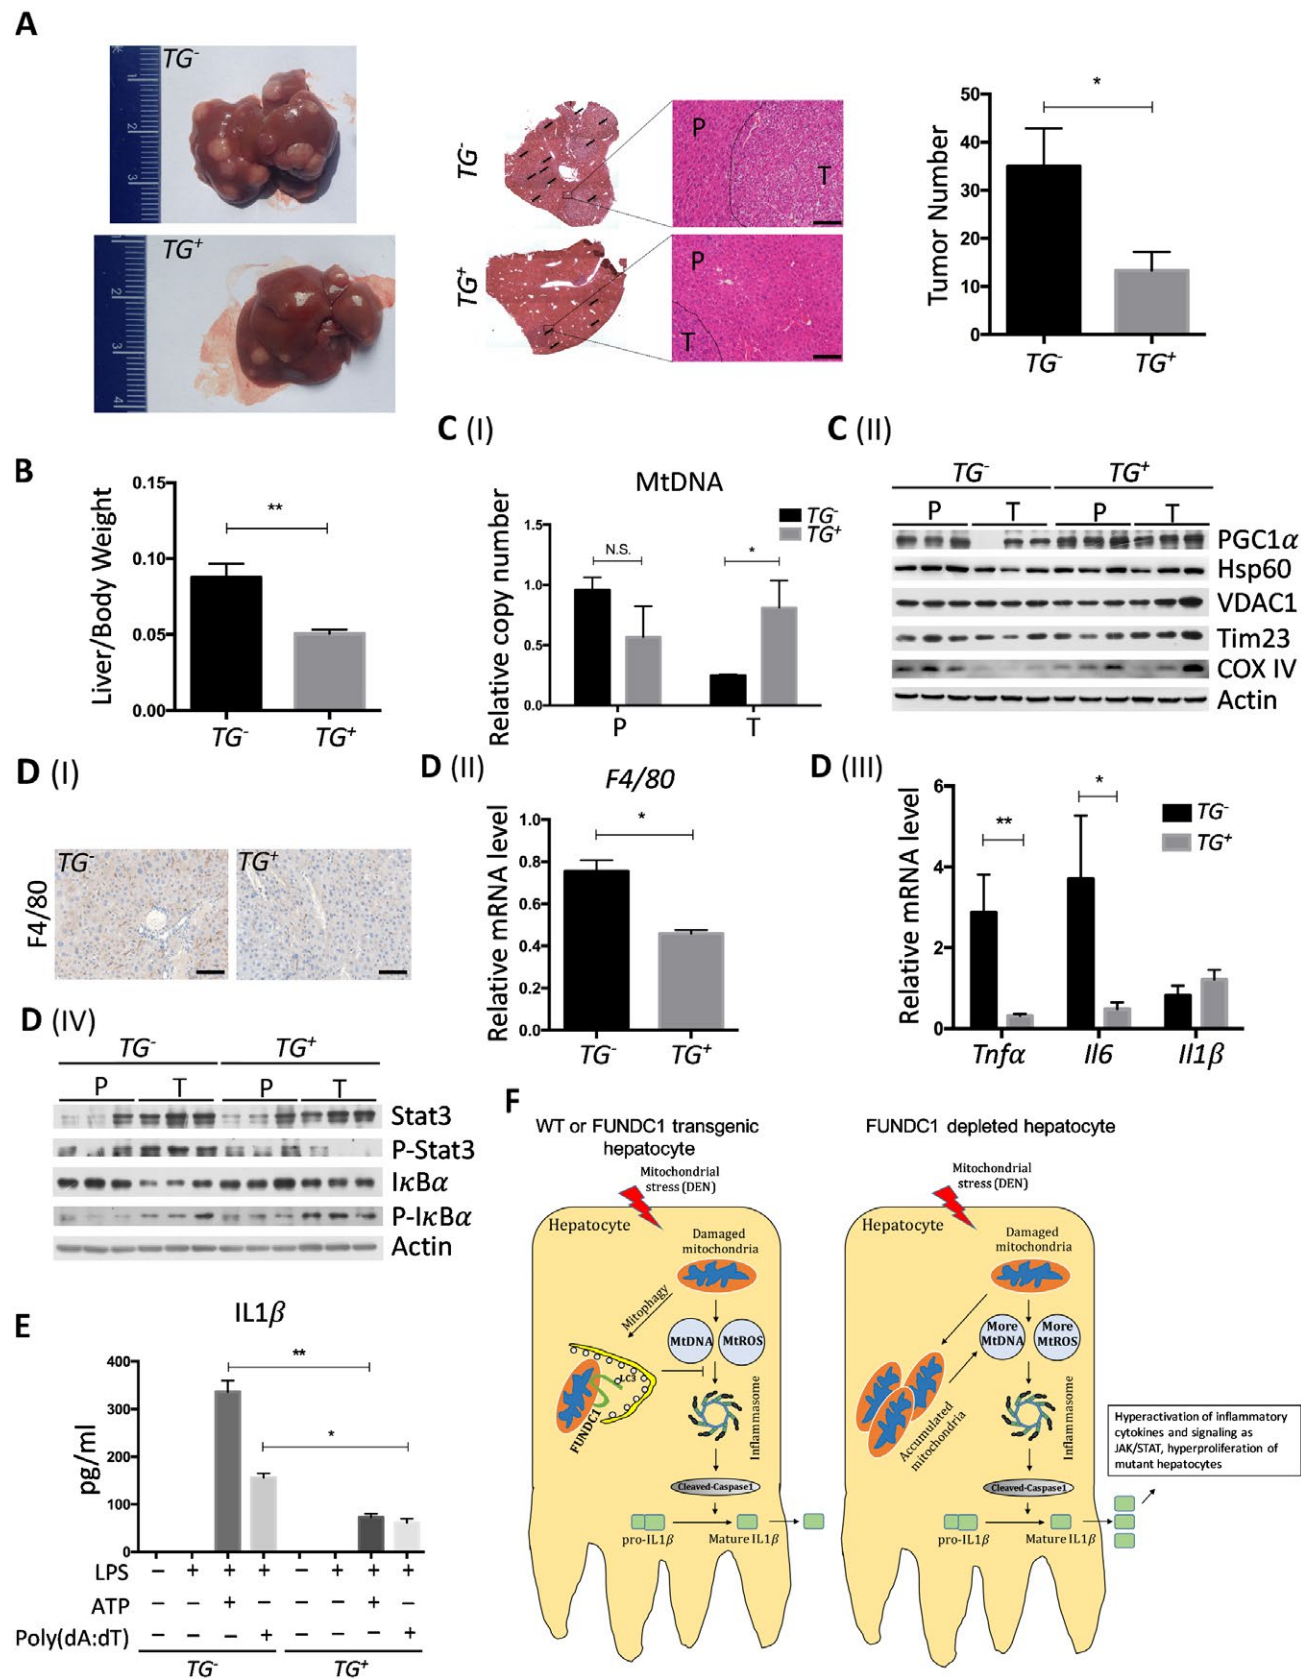 A
TG-
1
2
3
TG+
2
3
4
TG-
P
T
TG+
P
T
Tumor Number
50
40
30
20
10
0
*
TG-
TG+
B
Liver/Body Weight
0.15
0.10
0.05
0.00
**
TG-
TG+
C (I)
MtDNA
Relative copy number
1.5
1.0
0.5
0.0
N.S.
*
TG-
TG+
P
T
C (II)
TG- TG+
P T P T
PGC1α
Hsp60
VDAC1
Tim23
COX IV
Actin
D (I)
F4/80
TG-
TG+
D (II)
F4/80
Relative mRNA level
1.0
0.8
0.6
0.4
0.2
0.0
*
TG-
TG+
D (III)
Relative mRNA level
6
4
2
0
**
*
TG-
TG+
Tnfα Il6 Il1β
D (IV)
TG- TG+
P T P T
Stat3
P-Stat3
IκBα
P-IκBα
Actin
E
IL1β
pg/ml
400
300
200
100
0
**
*
LPS − + + + − + + +
ATP − − + − − − + −
Poly(dA:dT) − − − + − − − +
TG- TG+
F
WT or FUNDC1 transgenic
hepatocyte
Mitochondrial
stress (DEN)
Hepatocyte
Damaged
mitochondria
Mitophagy
MtDNA
MtROS
LC3
FUNDC1
Inflammasome
Cleaved-Caspase1
pro-IL1β
Mature IL1β
FUNDC1 depleted hepatocyte
Mitochondrial
stress (DEN)
Hepatocyte
Damaged
mitochondria
More
MtDNA
More
MtROS
Accumulated
mitochondria
Inflammasome
Cleaved-Caspase1
pro-IL1β
Mature IL1β
Hyperactivation of inflammatory
cytokines and signaling as
JAK/STAT, hyperproliferation of
mutant hepatocytes